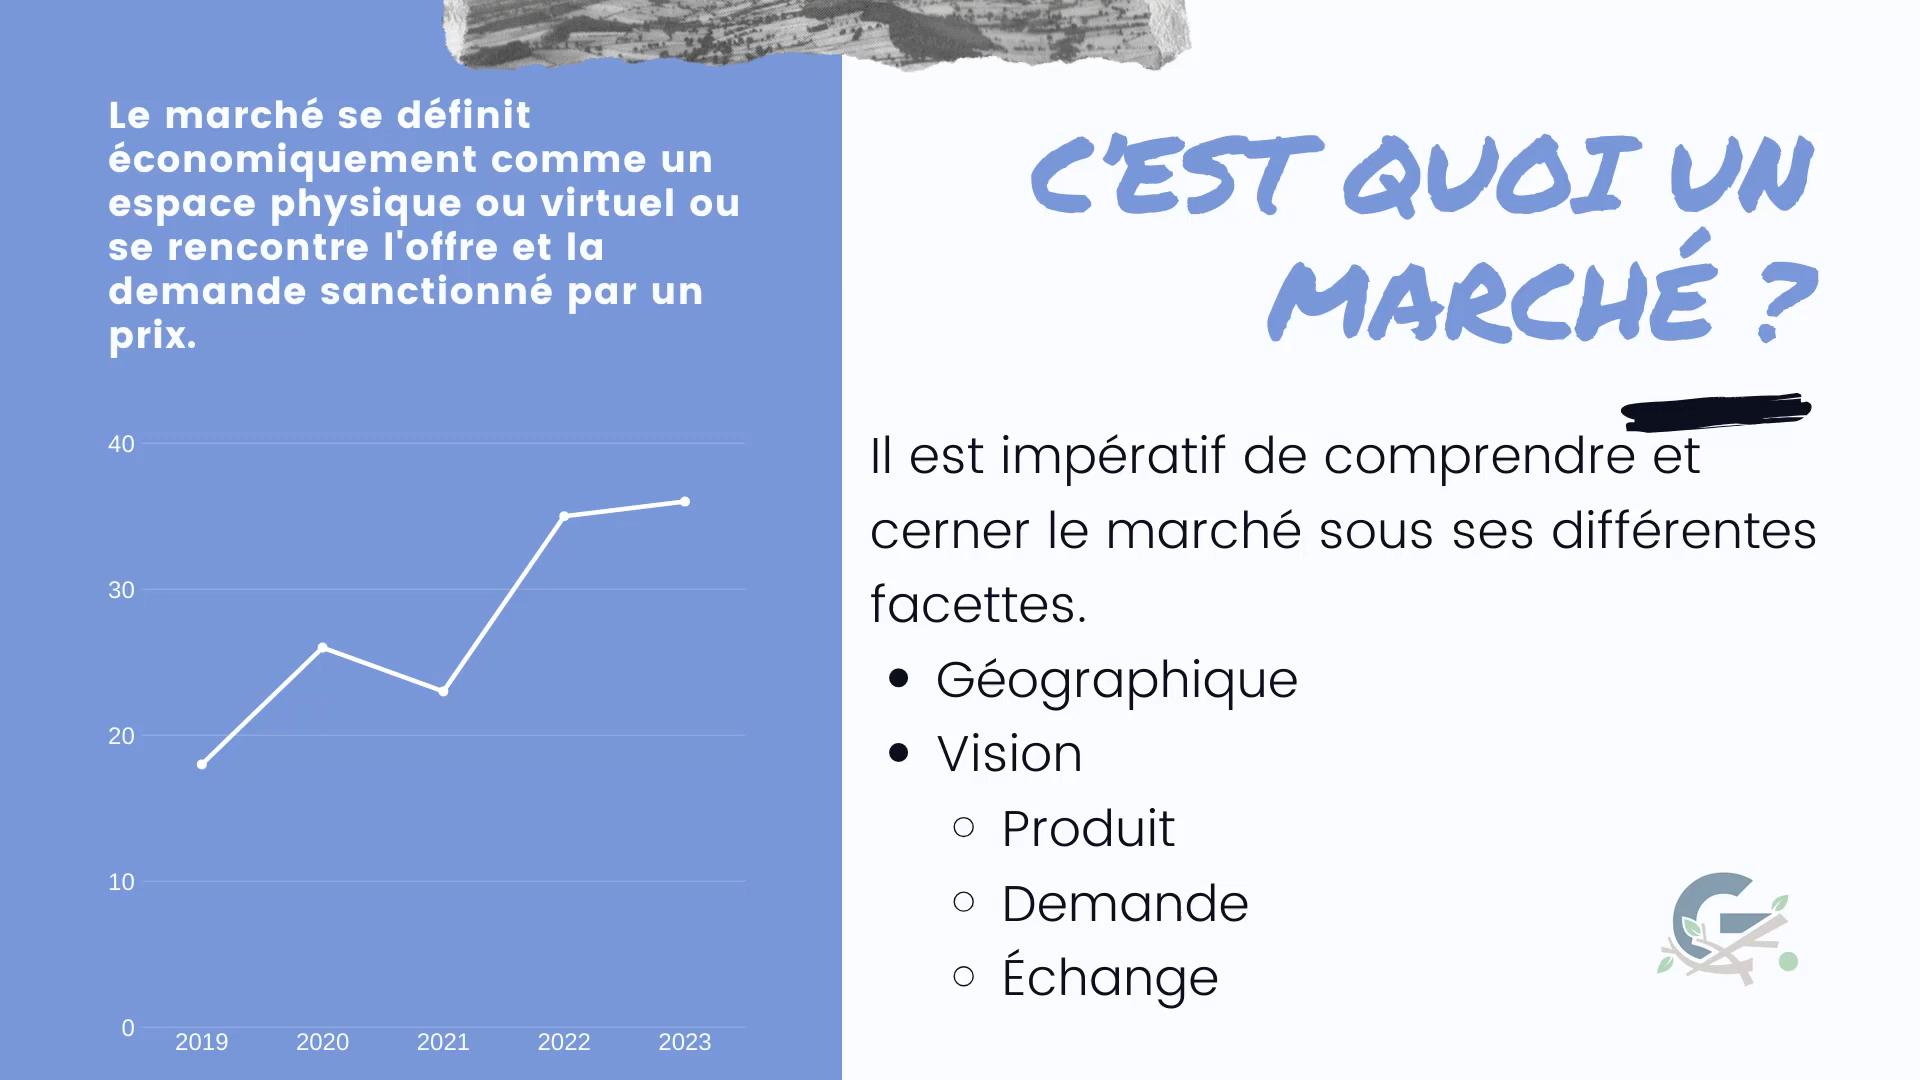 Le marché se définit
économiquement comme un
espace physique ou virtuel ou
se rencontre l'offre et la
demande sanctionné par un
prix.
40
30
20
10
0
2019 2020 2021 2022 2023
C'EST QUOI UN
MARCHÉ ?
Il est impératif de comprendre et
cerner le marché sous ses différentes
facettes.
• Géographique
• Vision
○ Produit
○ Demande
○ Échange
G